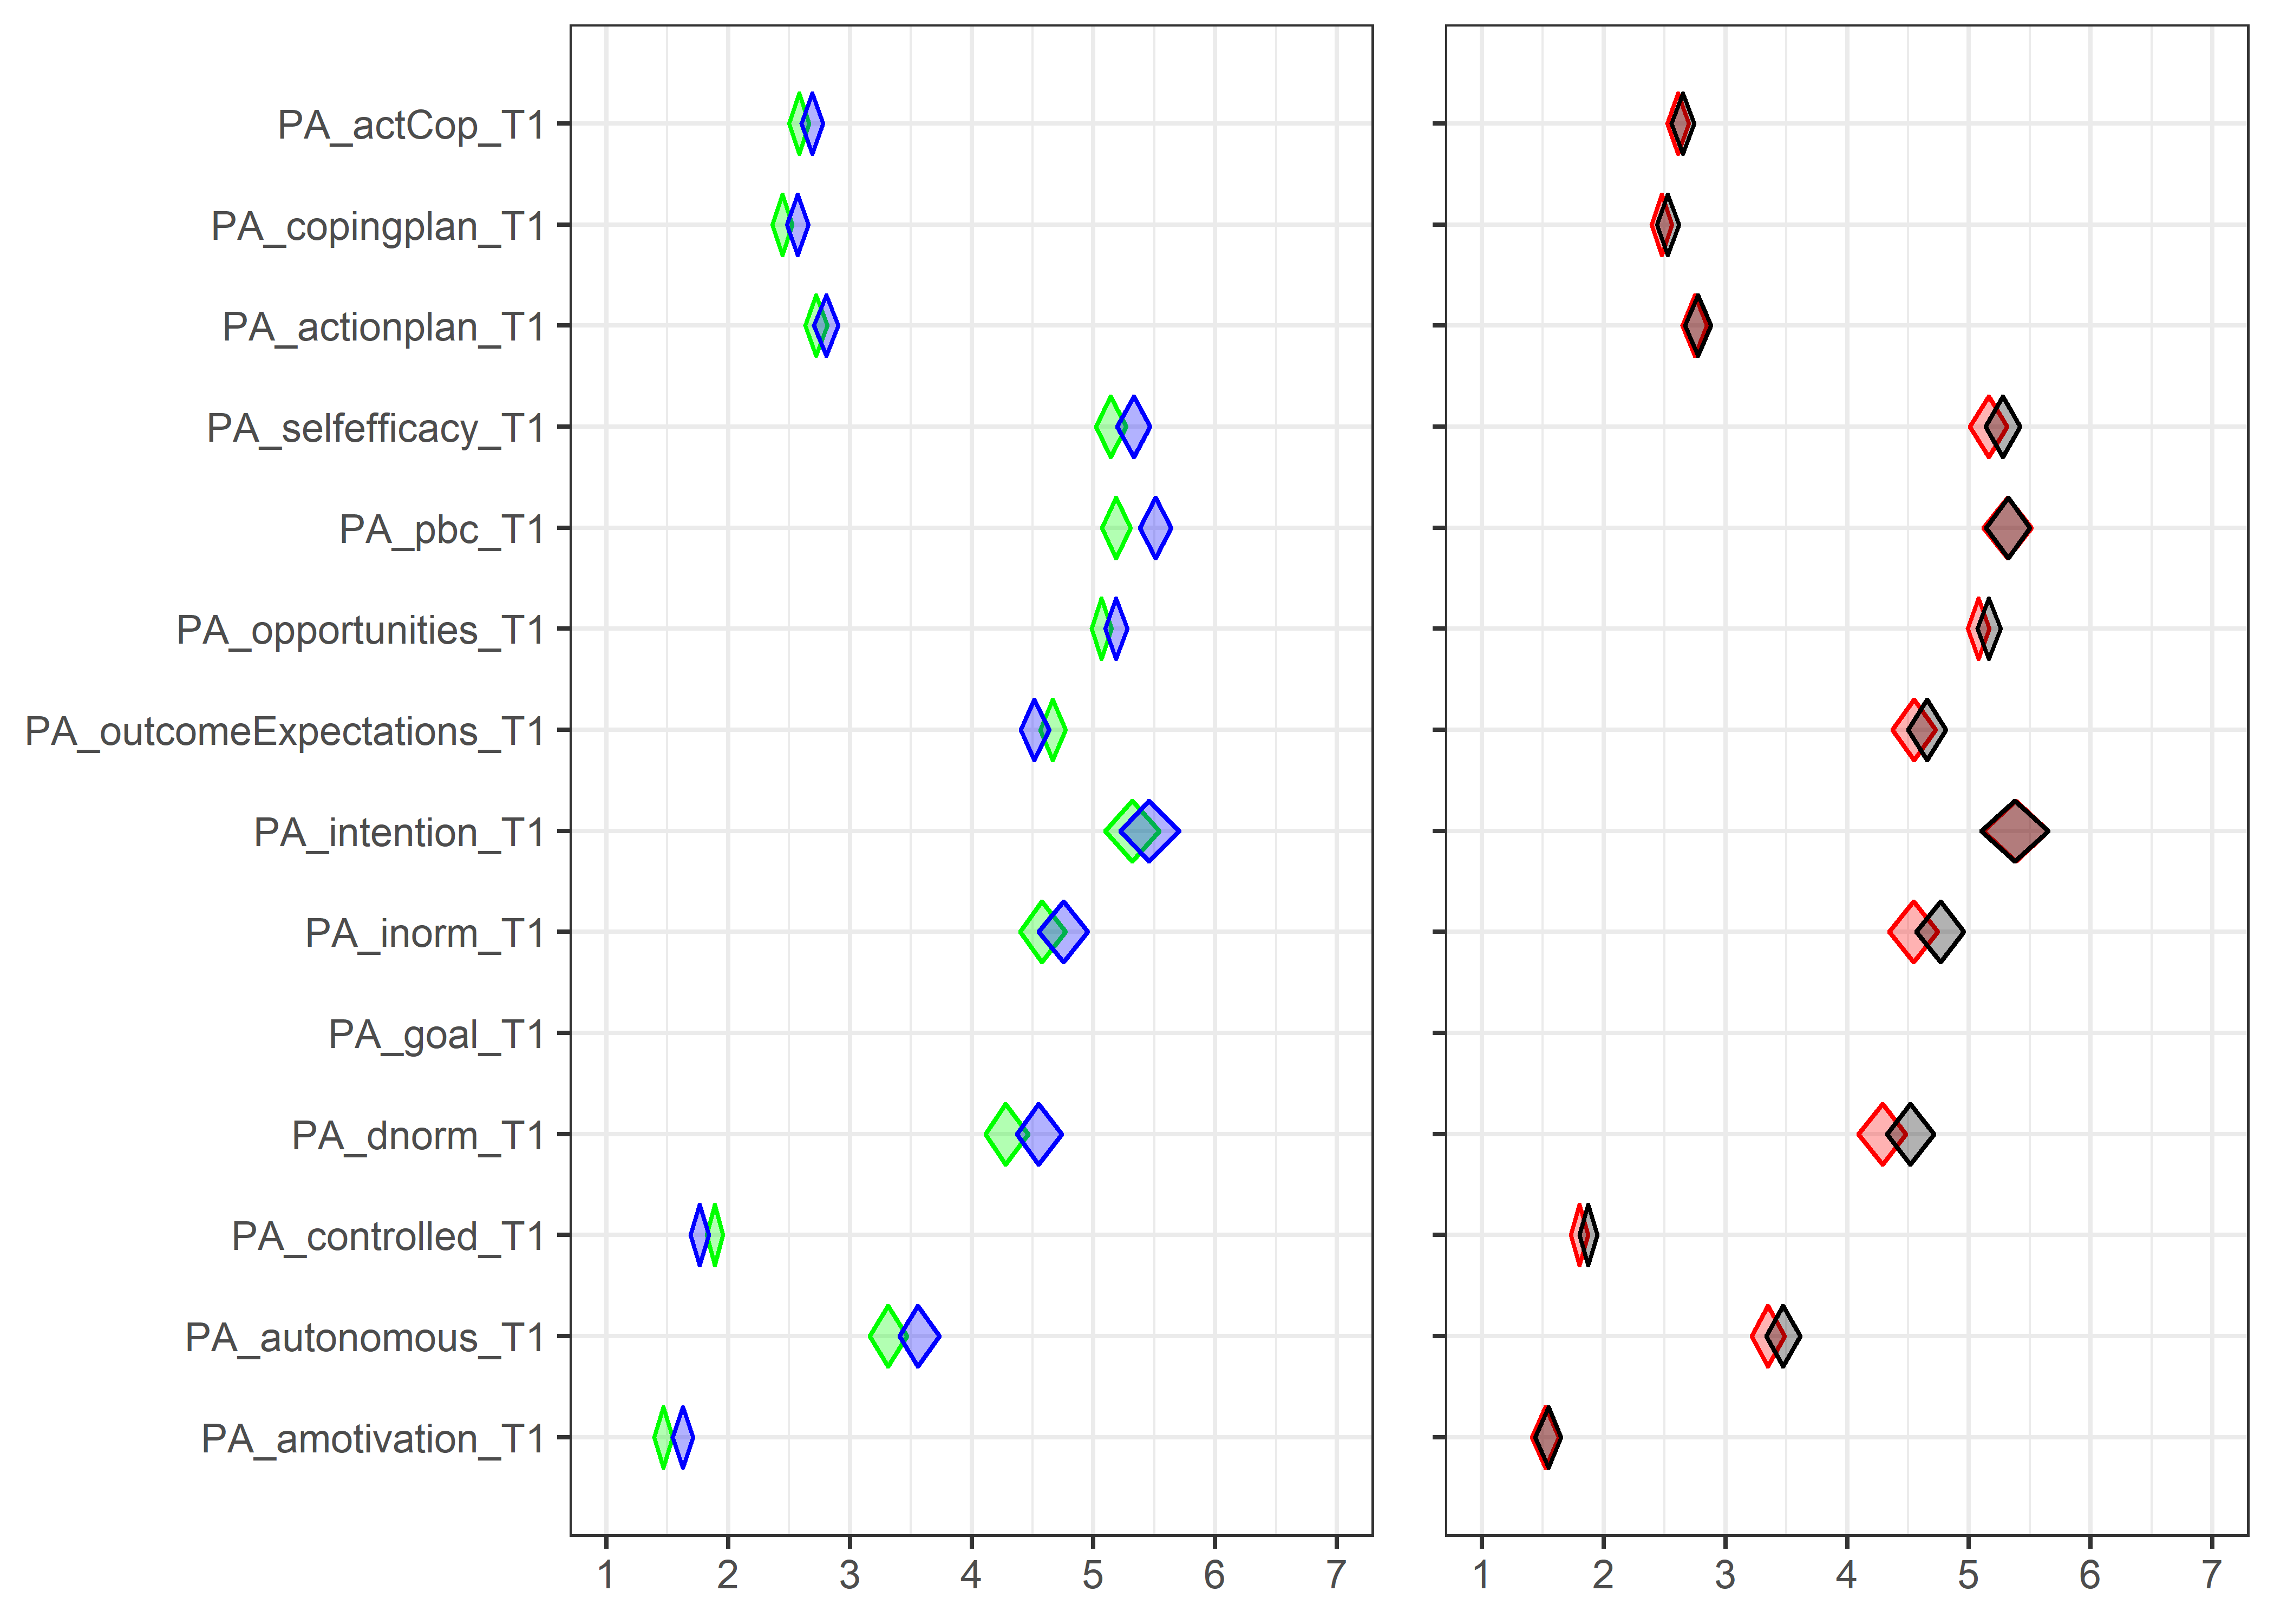 PA_actCop_T1
PA_copingplan_T1
PA_actionplan_T1
PA_selfefficacy_T1
PA_pbc_T1
PA_opportunities_T1
PA_outcomeExpectations_T1
PA_intention_T1
PA_inorm_T1
PA_goal_T1
PA_dnorm_T1
PA_controlled_T1
PA_autonomous_T1
PA_amotivation_T1
1 2 3 4 5 6 7
1 2 3 4 5 6 7